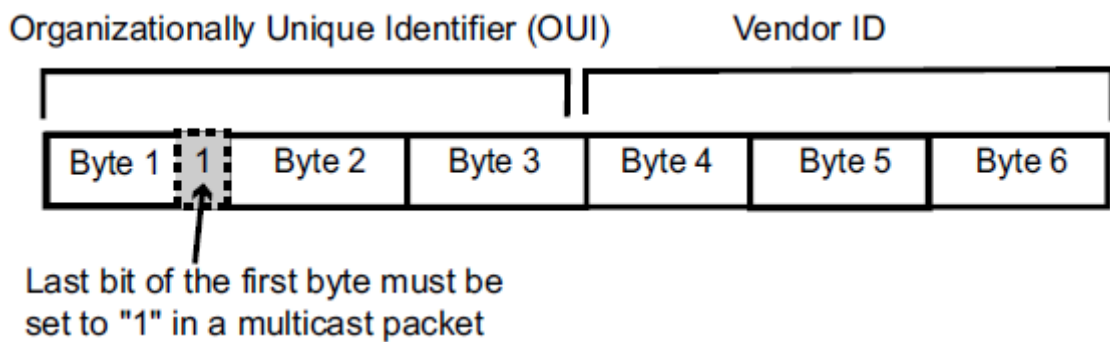 Organizationally Unique Identifier (OUI) Vendor ID
Byte 1 1 Byte 2 Byte 3 Byte 4 Byte 5 Byte 6
Last bit of the first byte must be
set to "1" in a multicast packet